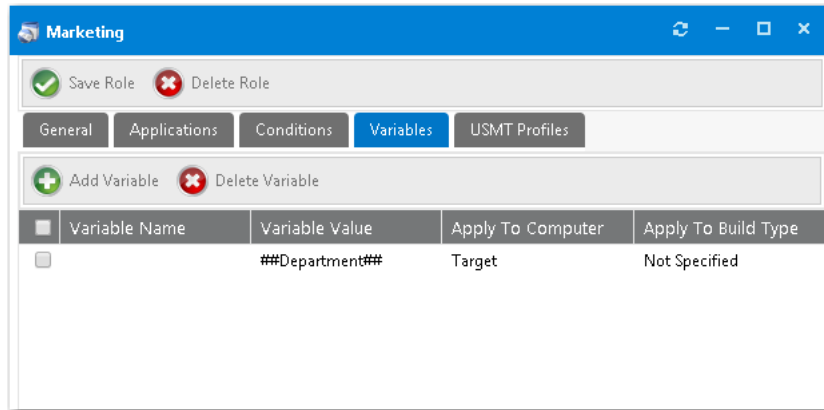 Marketing
Save Role Delete Role
General Applications Conditions Variables USMT Profiles
Add Variable Delete Variable
Variable Name Variable Value Apply To Computer Apply To Build Type
##Department## Target Not Specified